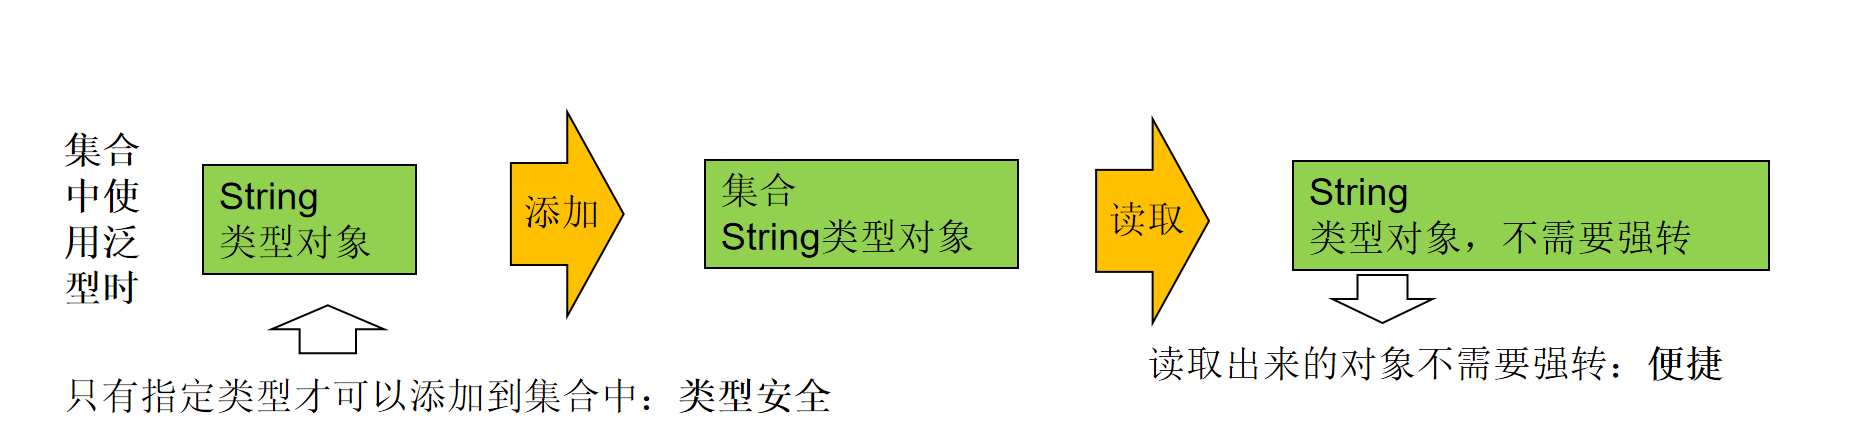 集合
中使
用泛
型时
String
类型对象
添加
集合
String类型对象
读取
String
类型对象，不需要强转
只有指定类型才可以添加到集合中：类型安全
读取出来的对象不需要强转：便捷